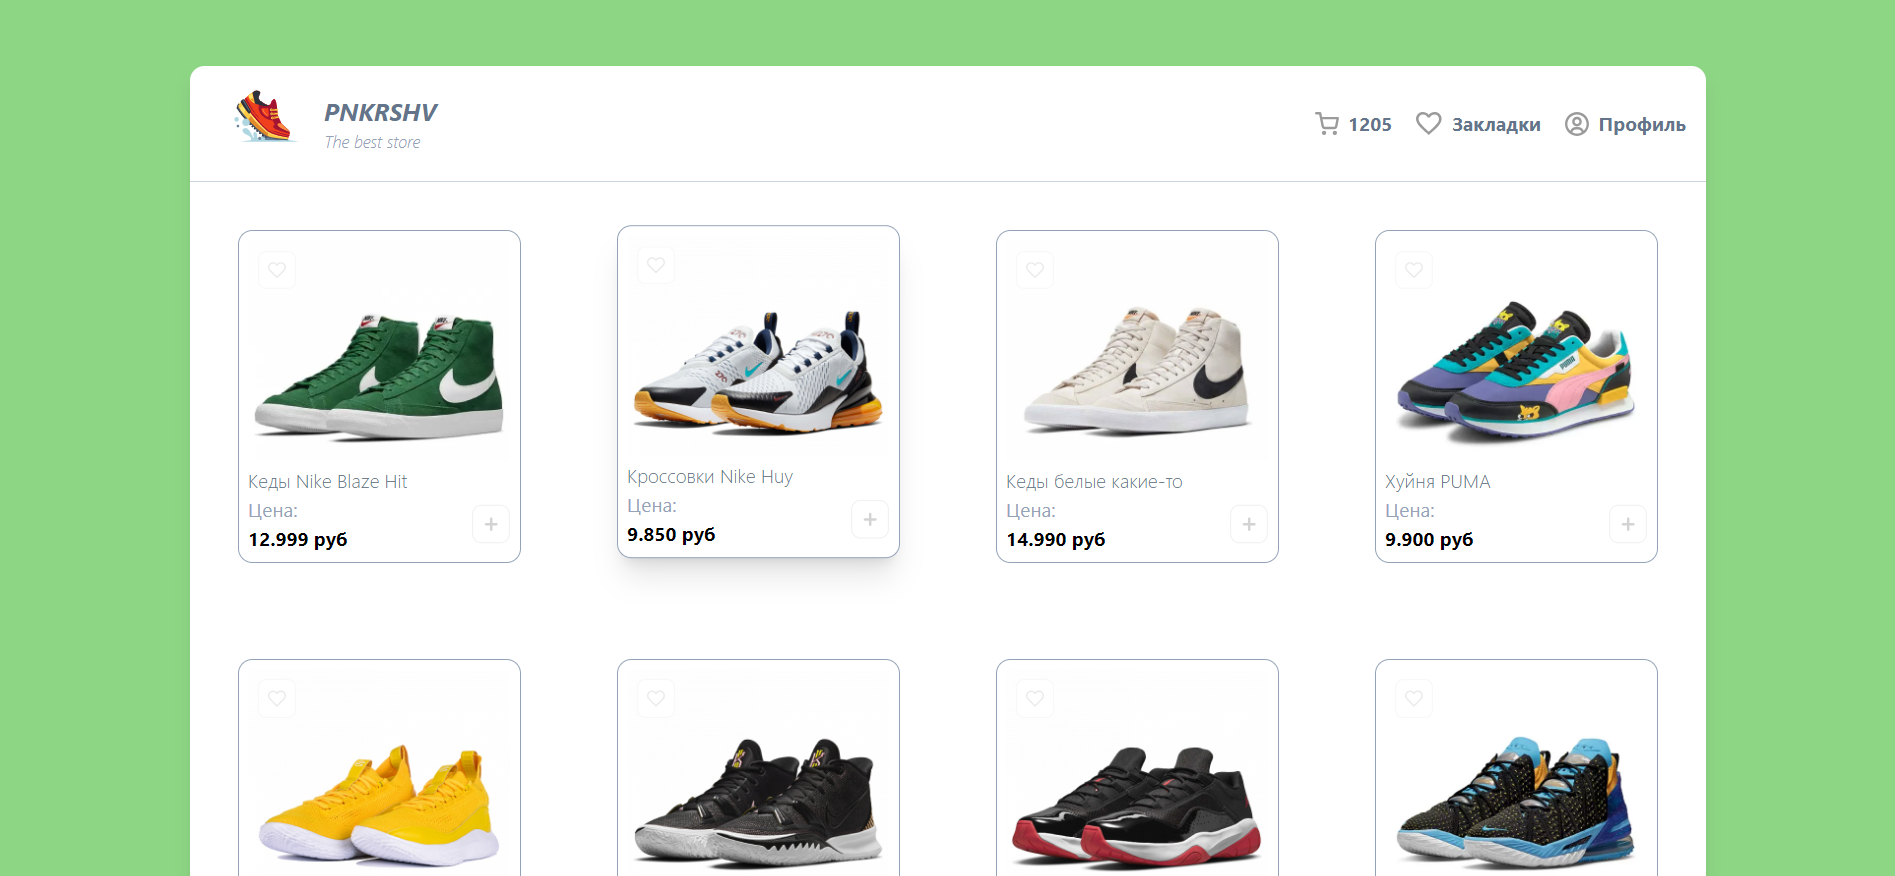 PNKRSHV
The best store
1205
Закладки
Профиль
Кеды Nike Blaze Hit
Цена:
12.999 руб
Кроссовки Nike Huy
Цена:
9.850 руб
Кеды белые какие-то
Цена:
14.990 руб
Хуйня PUMA
Цена:
9.900 руб